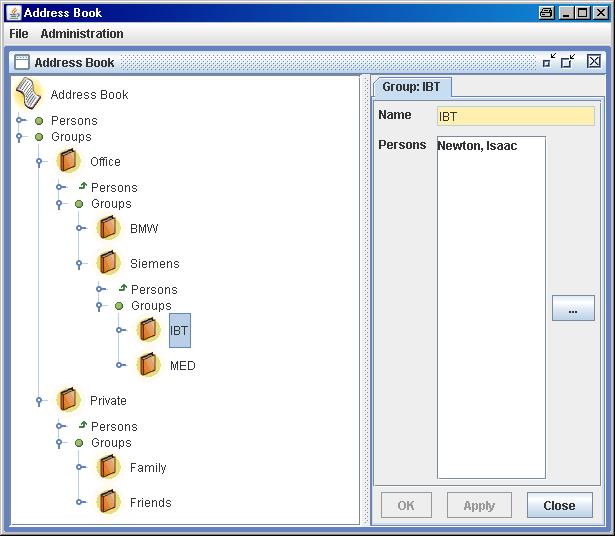 Address Book
File Administration
Address Book
Address Book
Persons
Groups
Office
Persons
Groups
BMW
Siemens
Persons
Groups
IBT
MED
Private
Persons
Groups
Family
Friends
Group: IBT
Name IBT
Persons Newton, Isaac
...
OK Apply Close